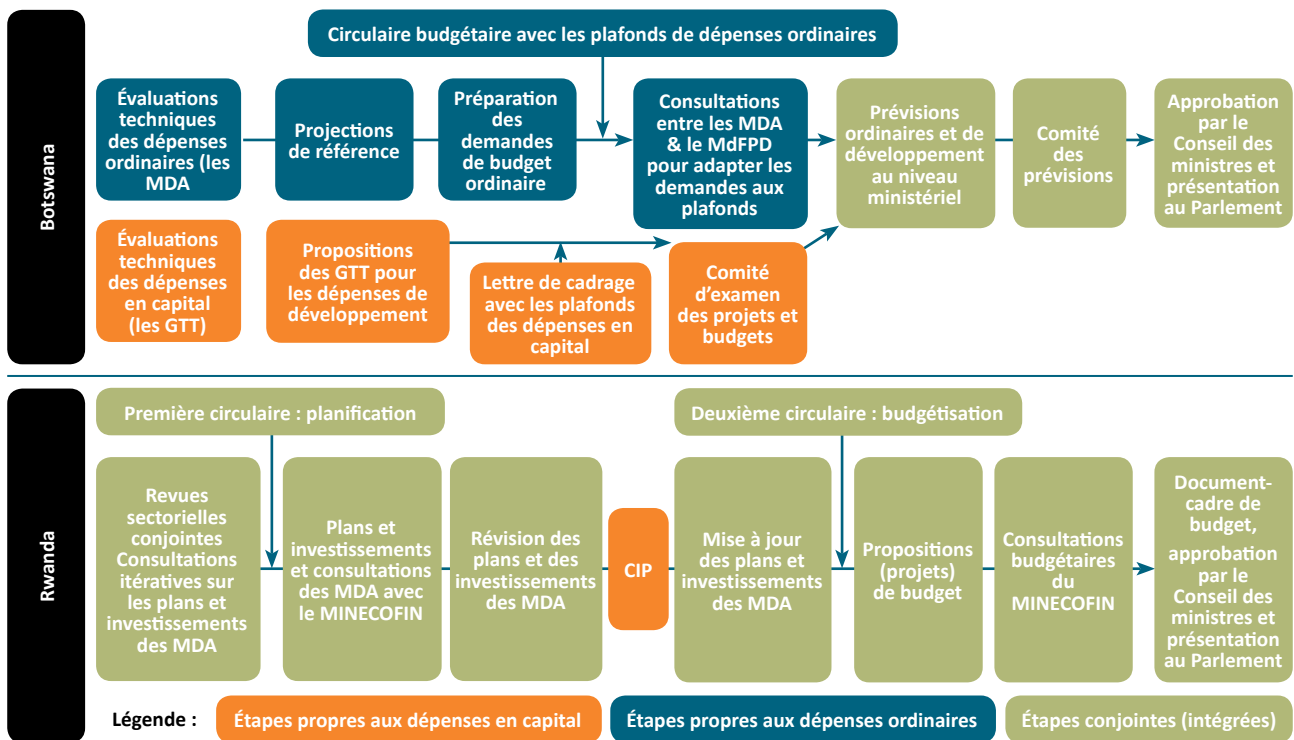 Circulaire budgétaire avec les plafonds de dépenses ordinaires
Botswana
Évaluations
techniques
des dépenses
ordinaires (les
MDA
Projections
de référence
Préparation
des
demandes
de budget
ordinaire
Consultations
entre les MDA
& le MdFPD
pour adapter les
demandes aux
plafonds
Prévisions
ordinaires et de
développement
au niveau
ministériel
Comité
des
prévisions
Approbation
par le
Conseil des
ministres et
présentation
au Parlement
Évaluations
techniques
des dépenses
en capital
(les GTT)
Propositions
des GTT pour
les dépenses de
développement
Lettre de cadrage
avec les plafonds
des dépenses en
capital
Comité
d'examen
des projets et
budgets
Rwanda
Première circulaire : planification
Deuxième circulaire : budgétisation
Revues
sectorielles
conjointes
Consultations
itératives sur
les plans et
investissements
des MDA
Plans et
investissements
et consultations
des MDA avec
le MINECOFIN
Révision des
plans et des
investissements
des MDA
CIP
Mise à jour
des plans et
investissements
des MDA
Propositions
(projets)
de budget
Consultations
budgétaires
du
MINECOFIN
Document-
cadre de
budget,
approbation
par le
Conseil des
ministres et
présentation
au Parlement
Légende :
Étapes propres aux dépenses en capital
Étapes propres aux dépenses ordinaires
Étapes conjointes (intégrées)